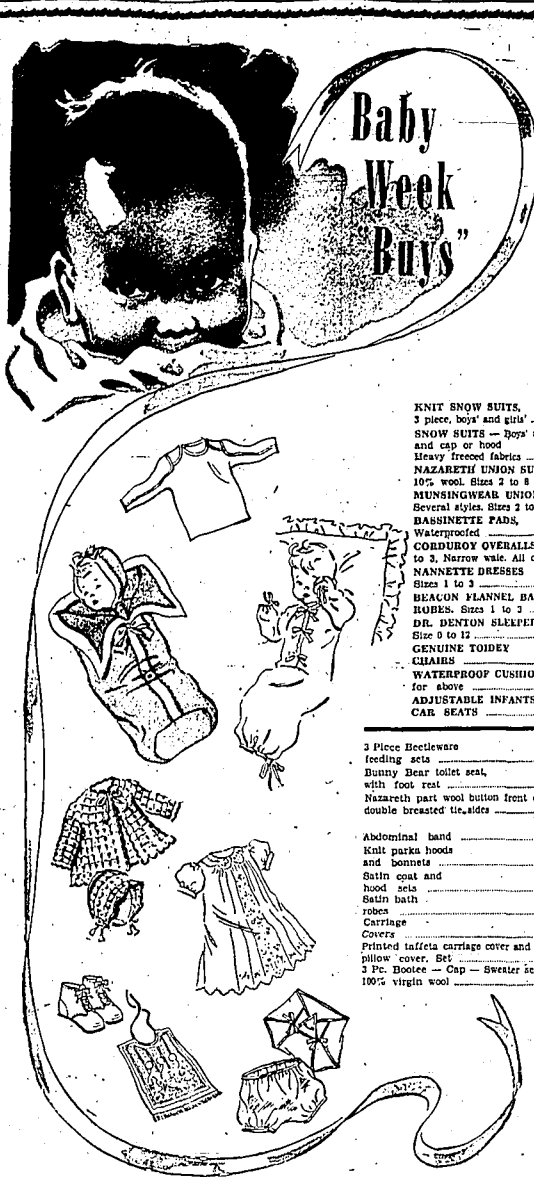 Baby
Week
"Buys"
KNIT SNOW SUITS,
3 piece, boys' and girls' ..
SNOW SUITS — Boys'
and cap or hood
Heavy freeced fabrics ...
NAZARETH UNION SU
10% wool. Sizes 2 to 8
MUNSINGWEAR UNION
Several styles. Sizes 2 to
BASSINETTE PADS,
Waterproofed
CORDUROY OVERALLS
to 3, Narrow wale. All
NANNETTE DRESSES
Sizes 1 to 3
BEACON FLANNEL BA
ROBES. Sizes 1 to 3 ...
DR. DENTON SLEEPER
Size 0 to 12
GENUINE TOIDEY
CHAIRS
WATERPROOF CUSHIO
for above
ADJUSTABLE INFANTS
CAR SEATS
3 Piece Beetleware
feeding sets
Bunny Bear toilet seat,
with foot rest
Nazareth part wool button front
double breasted tie sides
Abdominal band
Knit parka hoods
and bonnets
Satin coat and
hood sets
Satin bath
robes
Carriage
Covers
Printed taffeta carriage cover and
pillow cover. Set
3 Pc. Bootee — Cap — Sweater se
100% virgin wool